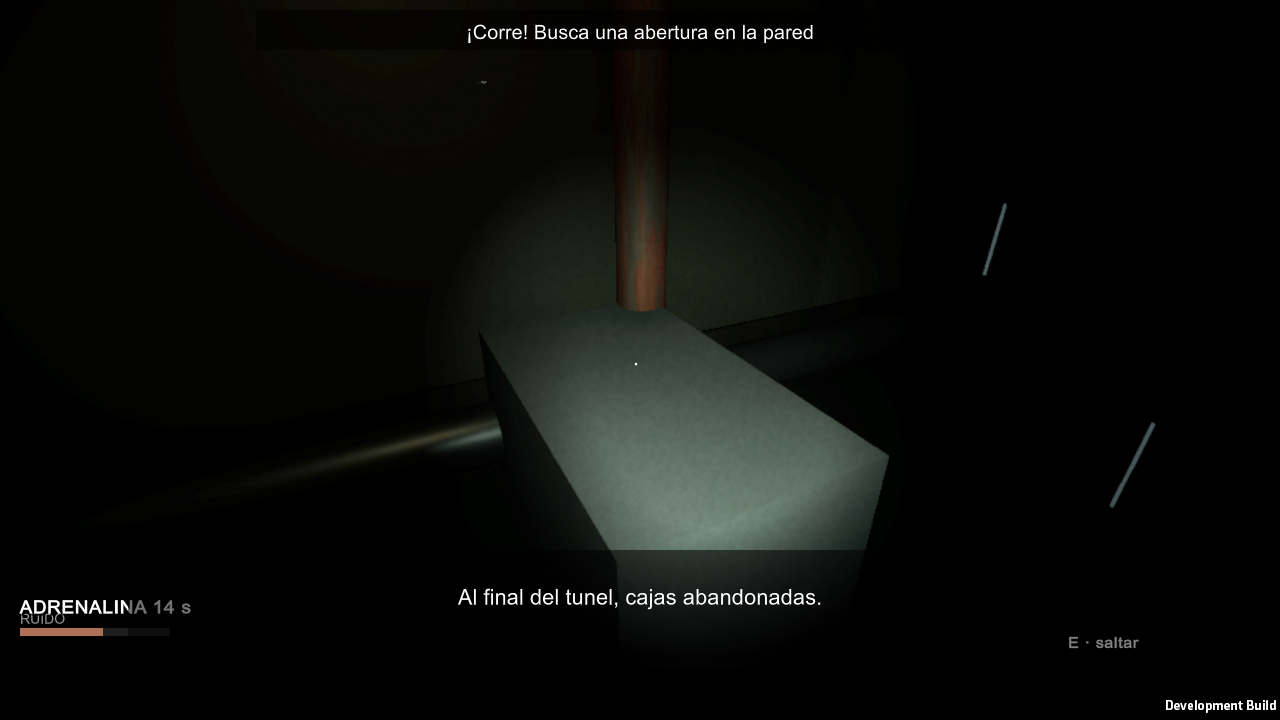 ¡Corre! Busca una abertura en la pared
Al final del tunel, cajas abandonadas.
ADRENALINA 14 s
RUIDO
E · saltar
Development Build